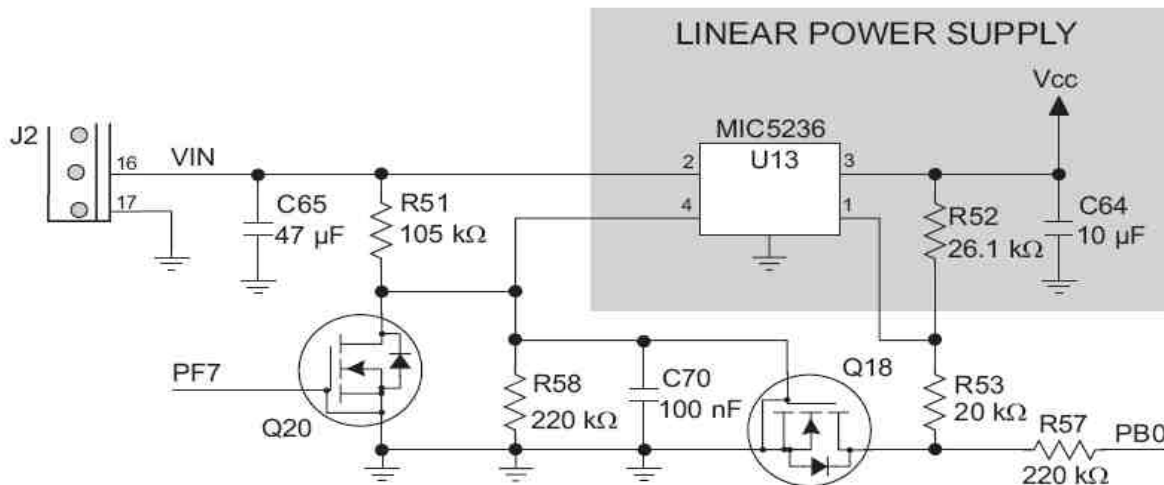 LINEAR POWER SUPPLY
Vcc
J2
MIC5236
16
VIN
2
U13
3
17
C65
47 µF
R51
105 kΩ
4
1
R52
26.1 kΩ
C64
10 µF
PF7
Q20
R58
220 kΩ
C70
100 nF
Q18
R53
20 kΩ
R57
220 kΩ
PB0